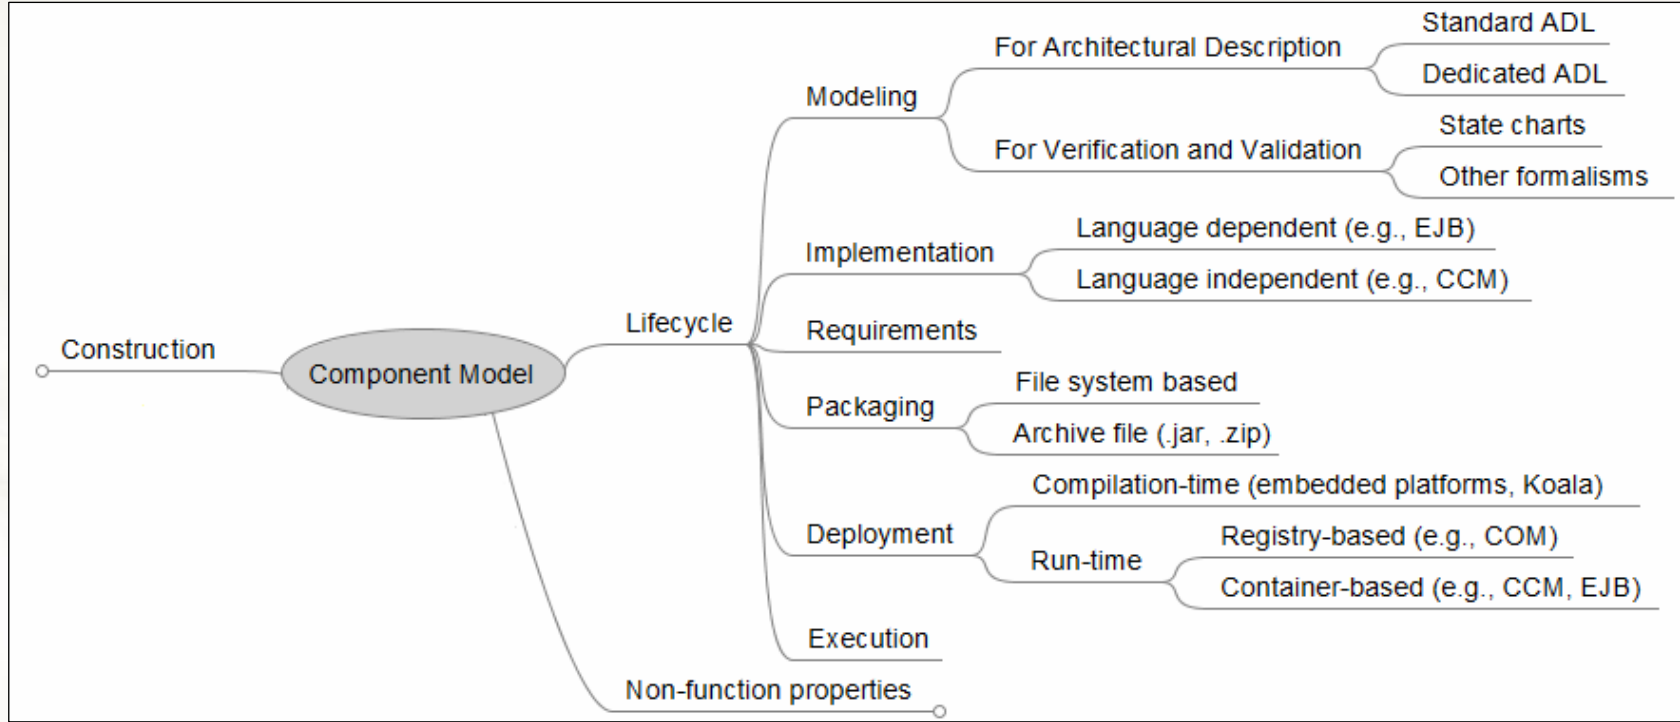 Construction
Component Model
Lifecycle
Modeling
For Architectural Description
Standard ADL
Dedicated ADL
For Verification and Validation
State charts
Other formalisms
Implementation
Language dependent (e.g., EJB)
Language independent (e.g., CCM)
Requirements
Packaging
File system based
Archive file (.jar, .zip)
Deployment
Compilation-time (embedded platforms, Koala)
Run-time
Registry-based (e.g., COM)
Container-based (e.g., CCM, EJB)
Execution
Non-function properties